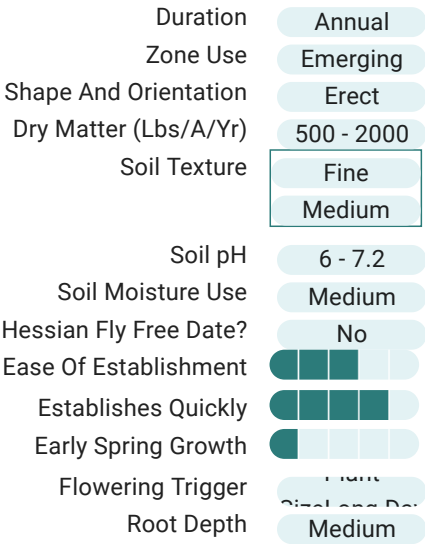 Duration Annual
Zone Use Emerging
Shape And Orientation Erect
Dry Matter (Lbs/A/Yr) 500 - 2000
Soil Texture Fine
Medium
Soil pH 6 - 7.2
Soil Moisture Use Medium
Hessian Fly Free Date? No
Ease Of Establishment
Establishes Quickly
Early Spring Growth
Flowering Trigger
Root Depth Medium